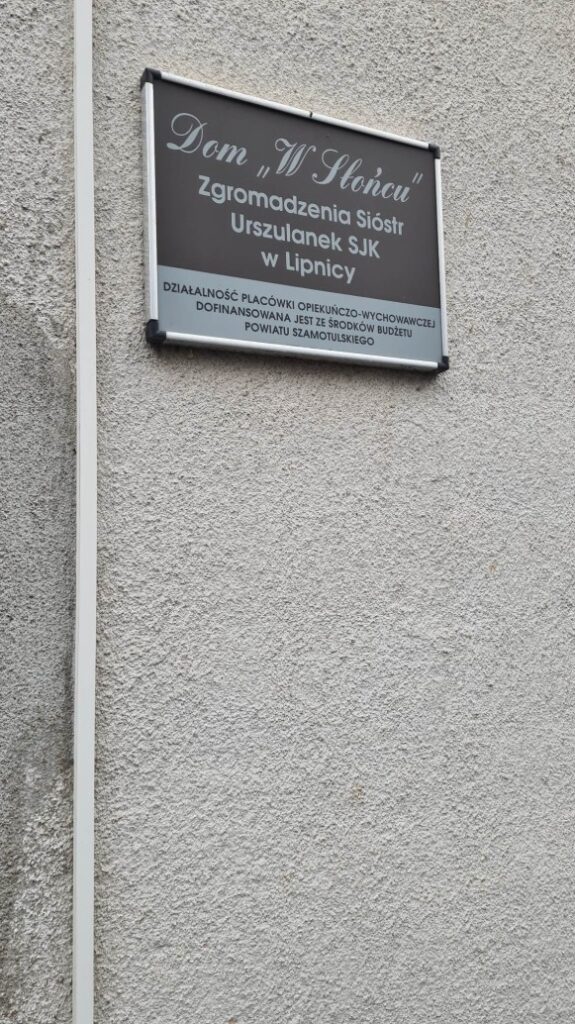 Dom „W Słońcu"
Zgromadzenia Sióstr
Urszulanek SJK
w Lipnicy
DZIAŁALNOŚĆ PLACÓWKI OPIEKUŃCZO-WYCHOWAWCZEJ
DOFINANSOWANA JEST ZE ŚRODKÓW BUDŻETU
POWIATU SZAMOTULSKIEGO